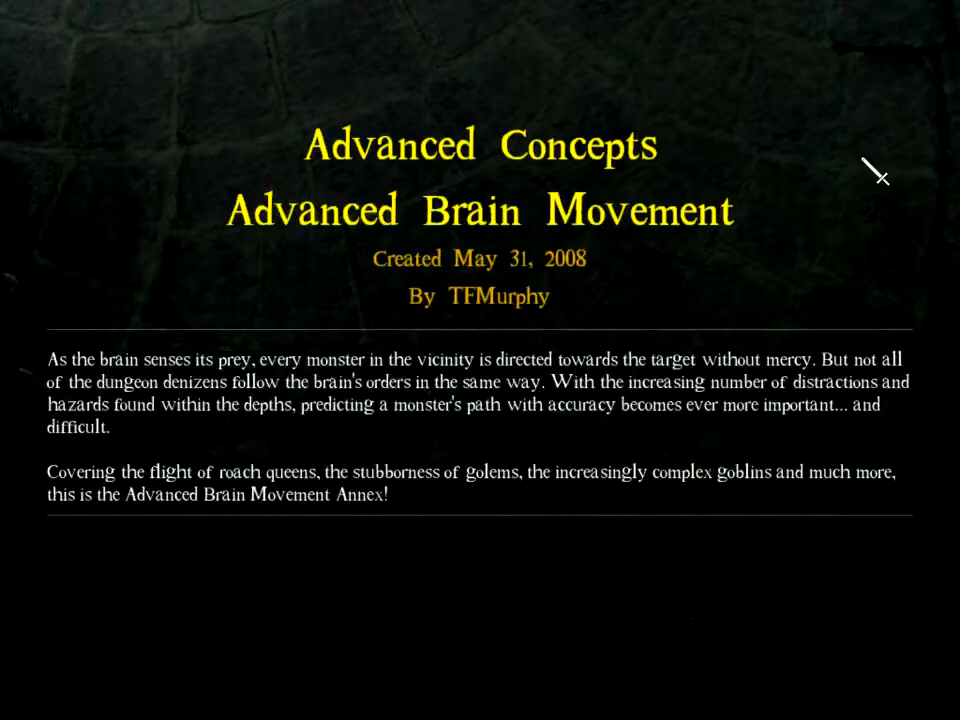 Advanced Concepts
Advanced Brain Movement
Created May 31, 2008
By TFMurphy
As the brain senses its prey, every monster in the vicinity is directed towards the target without mercy. But not all
of the dungeon denizens follow the brain's orders in the same way. With the increasing number of distractions and
hazards found within the depths, predicting a monster's path with accuracy becomes ever more important... and
difficult.
Covering the flight of roach queens, the stubborness of golems, the increasingly complex goblins and much more,
this is the Advanced Brain Movement Annex!